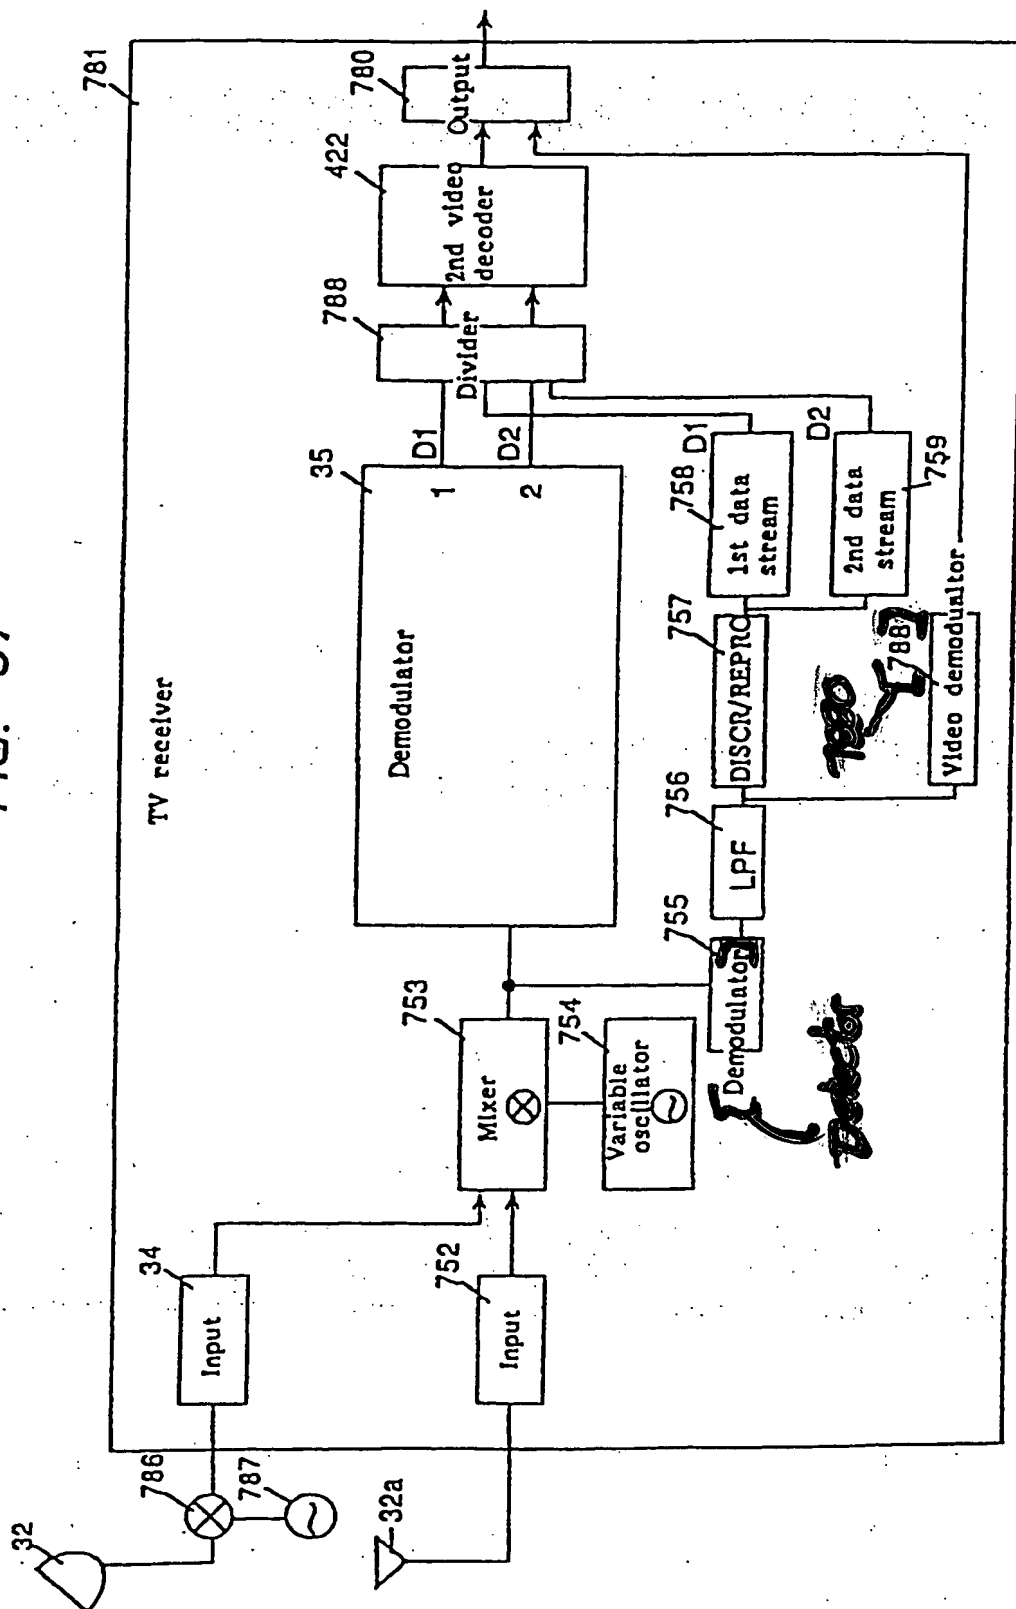 TV receiver
781
32
786
787
34
Input
32a
752
Input
753
Mixer
754
Variable
oscillator
35
Demodulator
1
2
D1
D2
788
Divider
422
2nd video
decoder
780
Output
755
[Demodulator]
Detector
756
LPF
757
DISCR/REPRO
758
1st data
stream
D1
759
2nd data
stream
D2
[788]
Video demodualtor